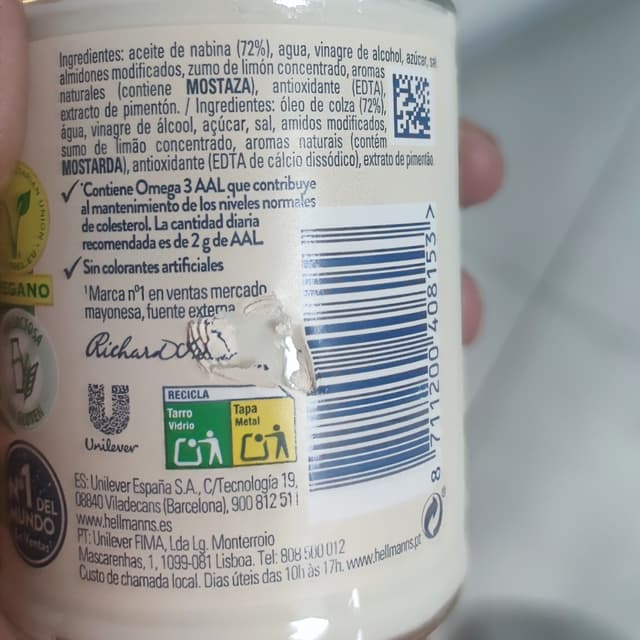 Ingredientes: aceite de nabina (72%), agua, vinagre de alcohol, azúcar, sal,
almidones modificados, zumo de limón concentrado, aromas
naturales (contiene MOSTAZA), antioxidante (EDTA),
extracto de pimentón. / Ingredientes: óleo de colza (72%),
água, vinagre de álcool, açúcar, sal, amidos modificados,
sumo de limão concentrado, aromas naturais (contém
MOSTARDA), antioxidante (EDTA de cálcio dissódico), extrato de pimentão.
✓ *Contiene Omega 3 AAL que contribuye
al mantenimiento de los niveles normales
de colesterol. La cantidad diaria
recomendada es de 2 g de AAL.
✓ Sin colorantes artificiales
¹Marca nº1 en ventas mercado
mayonesa, fuente externa
Richard
RECICLA
Tarro
Vidrio
Tapa
Metal
Unilever
ES: Unilever España S.A., C/Tecnología 19,
08840 Viladecans (Barcelona), 900 812 51
www.hellmanns.es
PT: Unilever FIMA, Lda Lg. Monterroio
Mascarenhas, 1, 1099-081 Lisboa. Tel: 808 500 012
www.hellmanns.pt
Custo de chamada local. Dias úteis das 10h às 17h.
8 711200 408153 >
Nº1 DEL
MUNDO